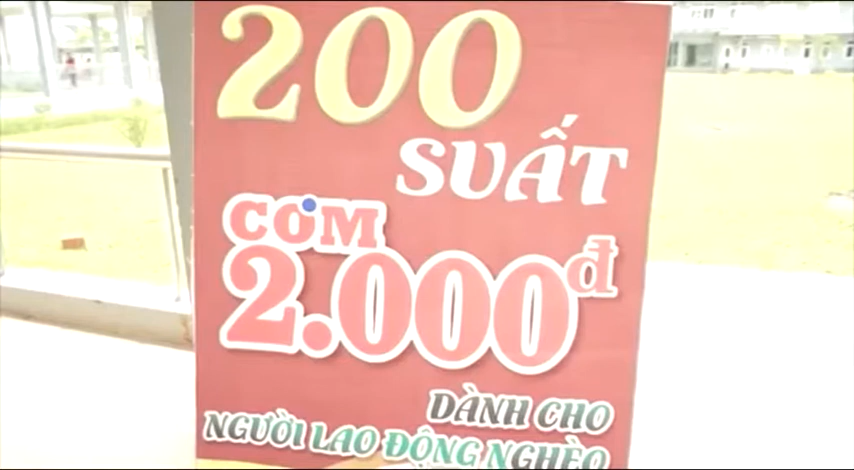 200
SUẤT
CƠM
2.000đ
DÀNH CHO
NGƯỜI LAO ĐỘNG NGHÈO